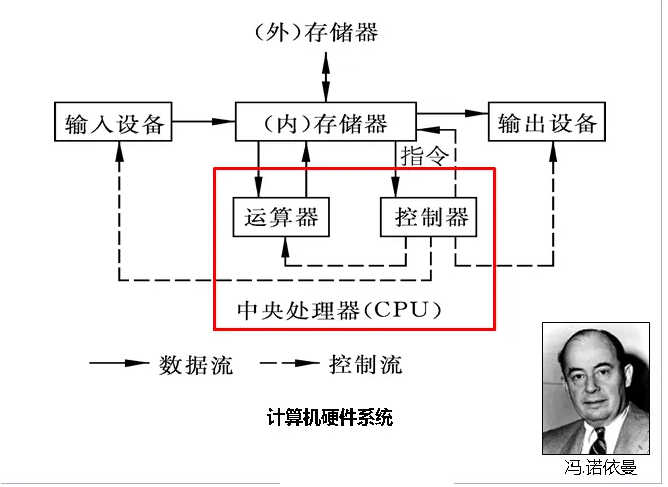 （外）存储器
输入设备
（内）存储器
输出设备
指令
运算器
控制器
中央处理器（CPU）
数据流
控制流
计算机硬件系统
冯.诺依曼